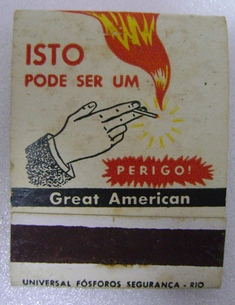 ISTO
PODE SER UM
PERIGO!
Great American
UNIVERSAL FÓSFOROS SEGURANÇA - RIO